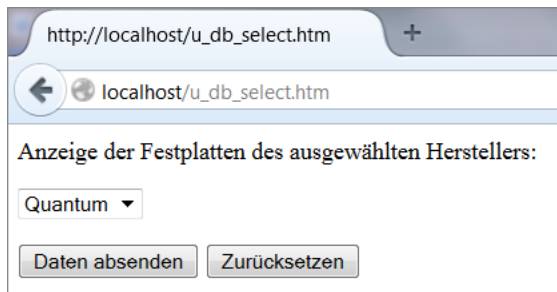 http://localhost/u_db_select.htm
localhost/u_db_select.htm
Anzeige der Festplatten des ausgewählten Herstellers:
Quantum
Daten absenden Zurücksetzen